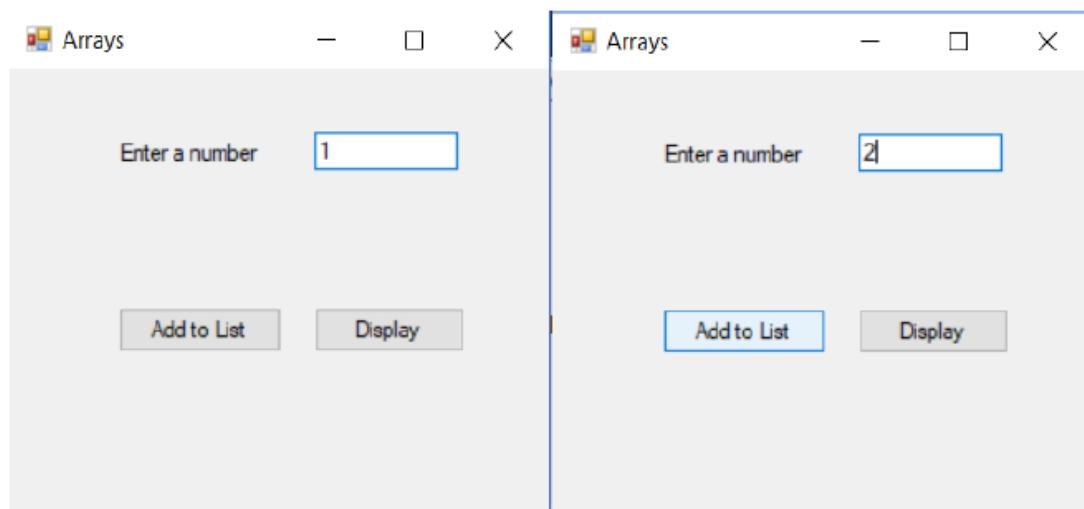 Arrays
Enter a number 1
Add to List Display
Arrays
Enter a number 2
Add to List Display